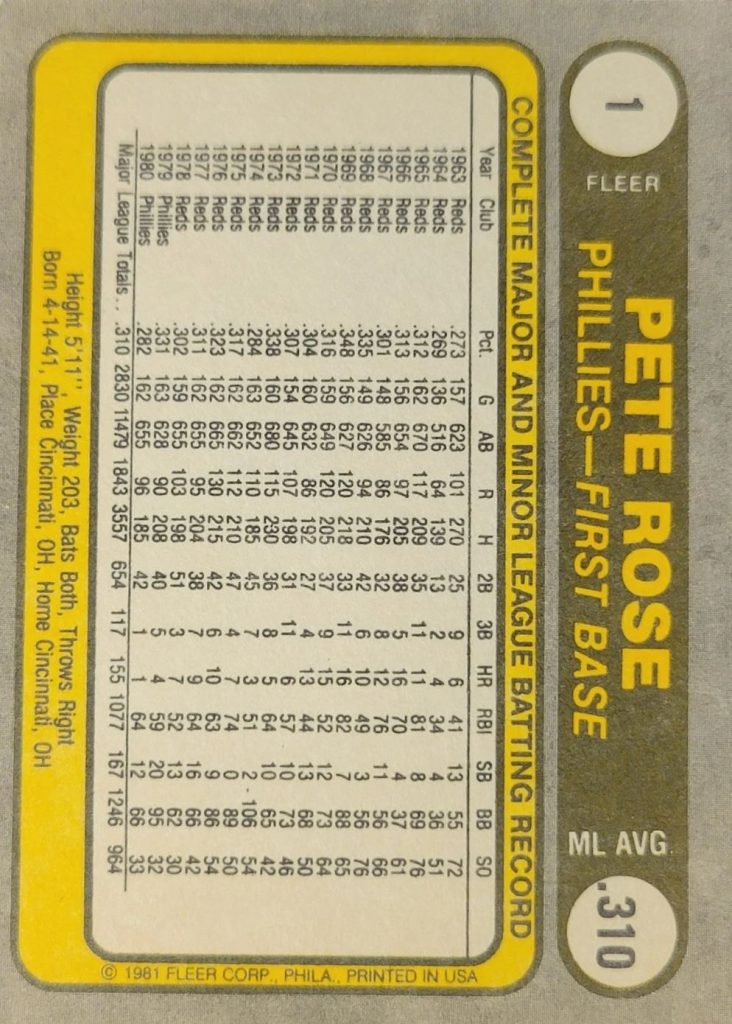 1
FLEER
PETE ROSE
PHILLIES—FIRST BASE
ML AVG.
.310
COMPLETE MAJOR AND MINOR LEAGUE BATTING RECORD
Year Club Pct. G AB R H 2B 3B HR RBI SB BB SO
1963 Reds .273 157 623 101 270 25 9 6 41 13 55 72
1964 Reds .269 136 516 64 139 13 2 4 34 4 36 51
1965 Reds .312 162 670 117 209 35 11 11 81 8 69 76
1966 Reds .313 156 654 97 205 38 5 16 70 4 37 61
1967 Reds .301 148 585 86 176 32 8 12 76 11 56 66
1968 Reds .335 149 626 94 210 42 6 10 49 3 56 76
1969 Reds .348 156 627 120 218 33 11 16 82 7 88 65
1970 Reds .316 159 649 120 205 37 9 15 52 12 73 64
1971 Reds .304 160 632 86 192 27 4 13 44 13 68 50
1972 Reds .307 154 645 107 198 31 11 6 57 10 73 46
1973 Reds .338 160 680 115 230 36 8 5 64 10 65 42
1974 Reds .284 163 652 110 185 45 7 3 51 2 106 54
1975 Reds .317 162 662 112 210 47 4 7 74 0 89 50
1976 Reds .323 162 665 130 215 42 6 10 63 9 86 54
1977 Reds .311 162 655 95 204 38 7 9 64 16 66 42
1978 Reds .302 159 655 103 198 51 3 7 52 13 62 30
1979 Phillies .331 163 628 90 208 40 5 4 59 20 95 32
1980 Phillies .282 162 655 96 185 42 1 1 64 12 66 33
Major League Totals .. .310 2830 11479 1843 3557 654 117 155 1077 167 1246 964
Height 5'11", Weight 203, Bats Both, Throws Right
Born 4-14-41, Place Cincinnati, OH, Home Cincinnati, OH
© 1981 FLEER CORP., PHILA., PRINTED IN USA